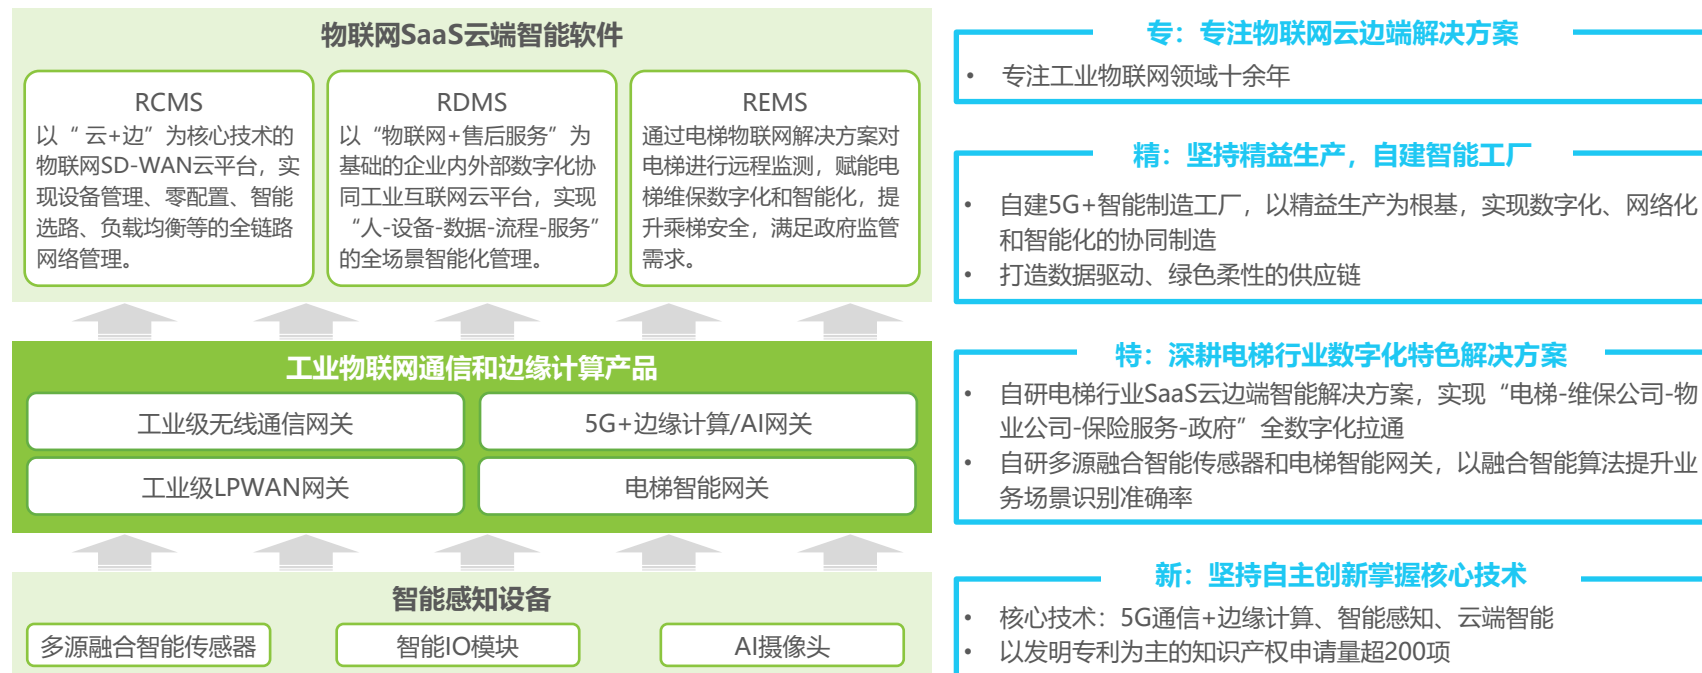 物联网SaaS云端智能软件
RCMS
以“ 云+边”为核心技术的
物联网SD-WAN云平台，实
现设备管理、零配置、智能
选路、负载均衡等的全链路
网络管理。
RDMS
以“物联网+售后服务”为
基础的企业内外部数字化协
同工业互联网云平台，实现
“人-设备-数据-流程-服务”
的全场景智能化管理。
REMS
通过电梯物联网解决方案对
电梯进行远程监测，赋能电
梯维保数字化和智能化，提
升乘梯安全，满足政府监管
需求。
工业物联网通信和边缘计算产品
工业级无线通信网关
5G+边缘计算/AI网关
工业级LPWAN网关
电梯智能网关
智能感知设备
多源融合智能传感器
智能IO模块
AI摄像头
专：专注物联网云边端解决方案
• 专注工业物联网领域十余年
精：坚持精益生产，自建智能工厂
• 自建5G+智能制造工厂，以精益生产为根基，实现数字化、网络化
和智能化的协同制造
• 打造数据驱动、绿色柔性的供应链
特：深耕电梯行业数字化特色解决方案
• 自研电梯行业SaaS云边端智能解决方案，实现“电梯-维保公司-物
业公司-保险服务-政府”全数字化拉通
• 自研多源融合智能传感器和电梯智能网关，以融合智能算法提升业
务场景识别准确率
新：坚持自主创新掌握核心技术
• 核心技术：5G通信+边缘计算、智能感知、云端智能
• 以发明专利为主的知识产权申请量超200项